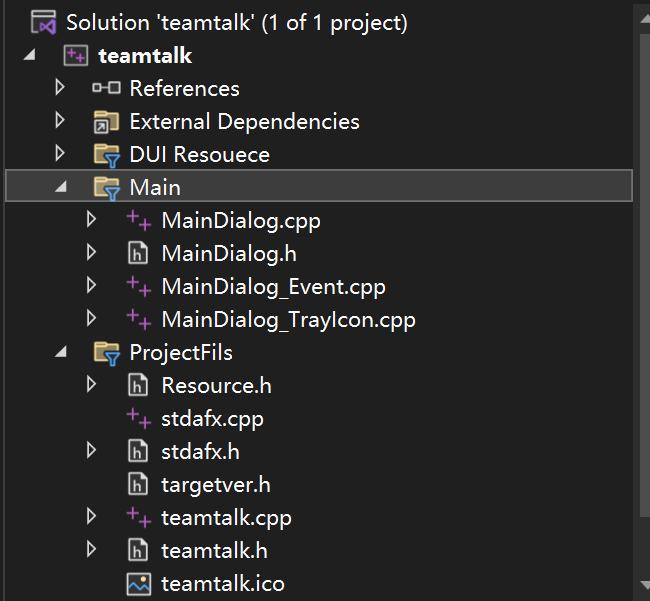 Solution 'teamtalk' (1 of 1 project)
teamtalk
References
External Dependencies
DUI Resouece
Main
MainDialog.cpp
MainDialog.h
MainDialog_Event.cpp
MainDialog_TrayIcon.cpp
ProjectFils
Resource.h
stdafx.cpp
stdafx.h
targetver.h
teamtalk.cpp
teamtalk.h
teamtalk.ico